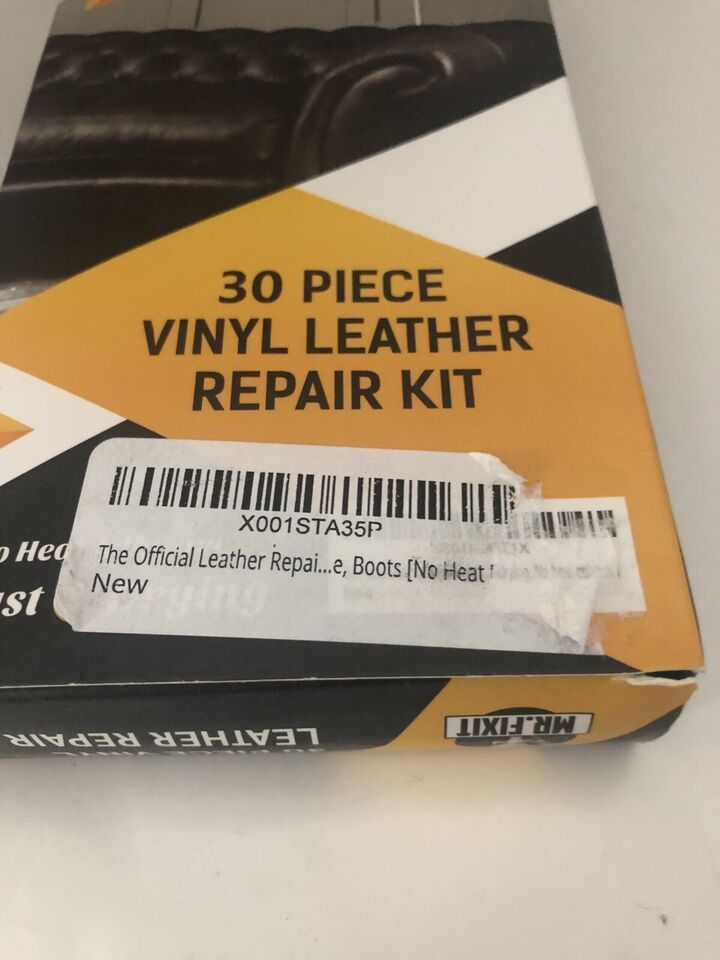 30 PIECE
VINYL LEATHER
REPAIR KIT
X001STA35P
The Official Leather Repai...e, Boots [No Heat
New
ying
LEATHER REPAIR
MR.FIXIT